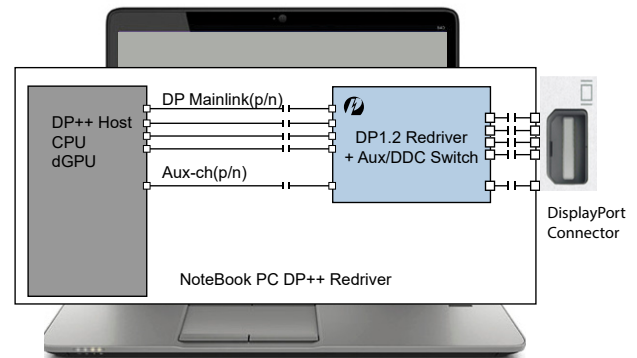 DP++ Host
CPU
dGPU
DP Mainlink(p/n)
Aux-ch(p/n)
DP1.2 Redriver
+ Aux/DDC Switch
DisplayPort
Connector
NoteBook PC DP++ Redriver